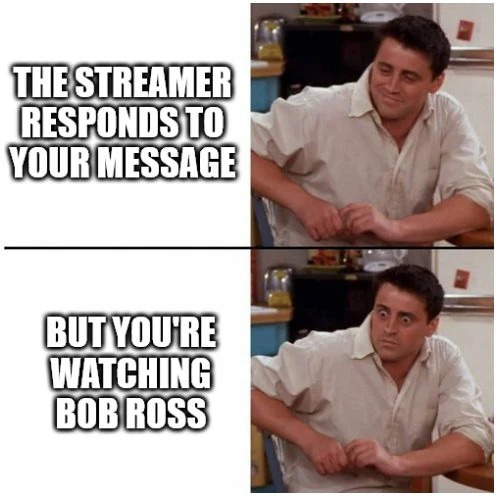 THE STREAMER
RESPONDS TO
YOUR MESSAGE
BUT YOU'RE
WATCHING
BOB ROSS